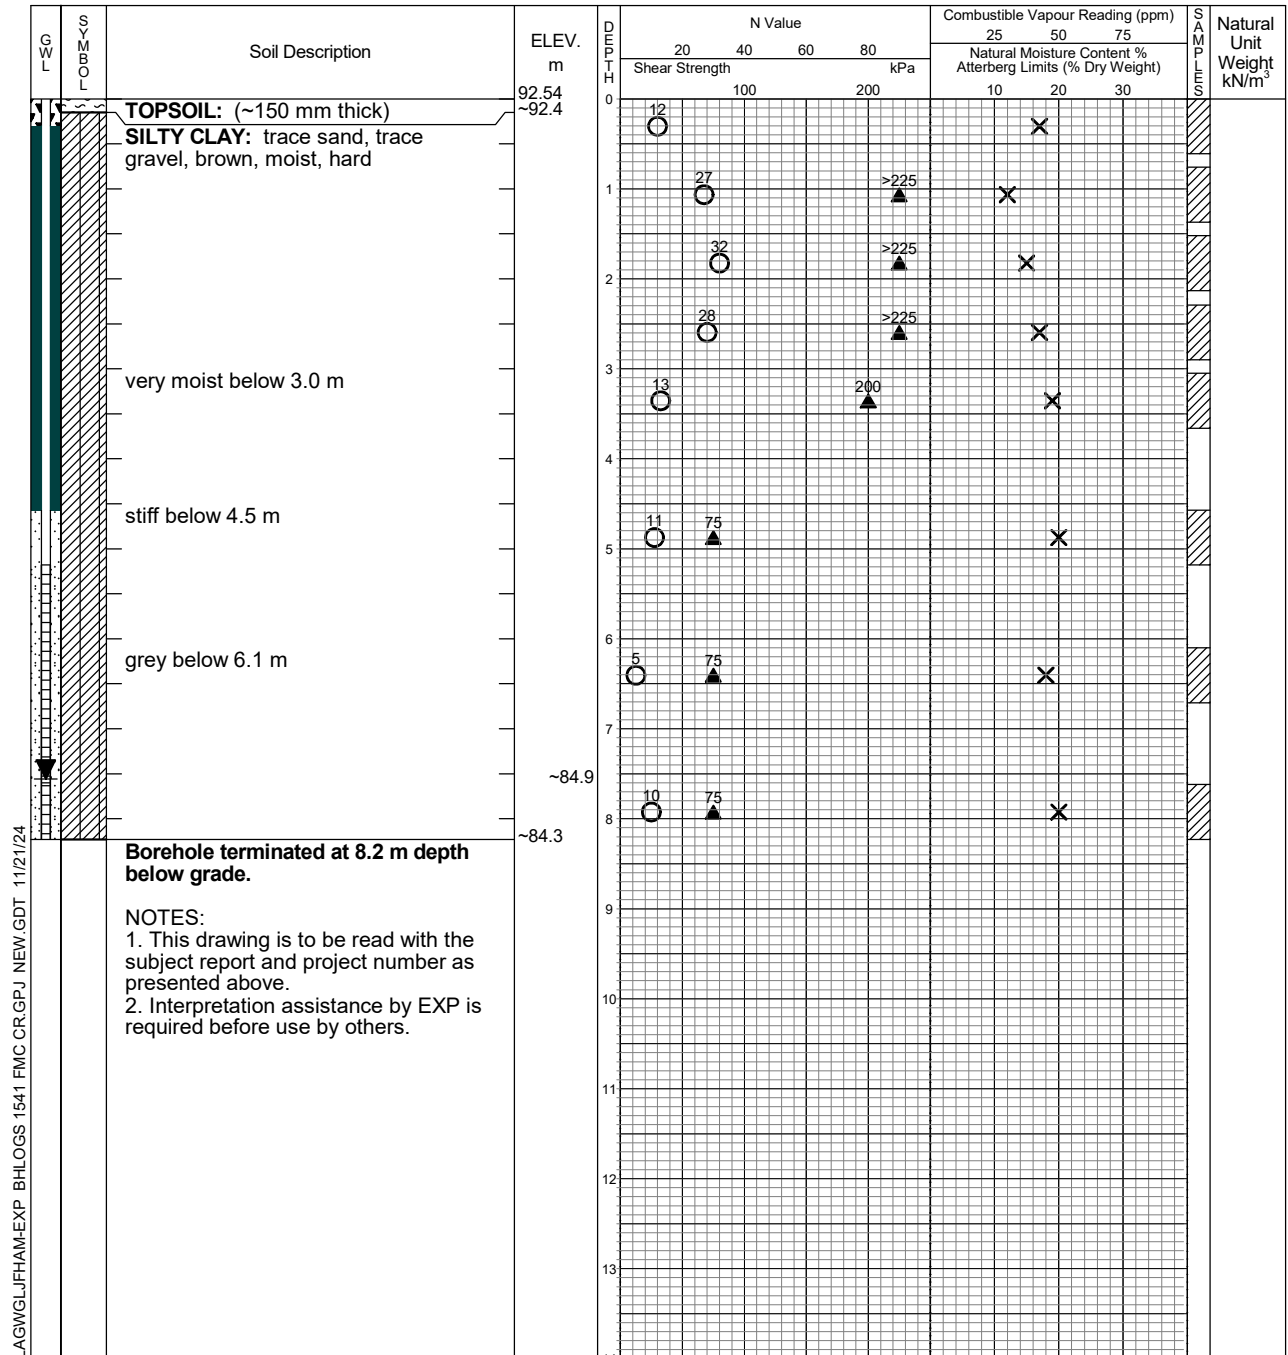 GWL
SYMBOL
Soil Description
ELEV.
m
DEPTH
N Value
20 40 60 80
Shear Strength kPa
100 200
Combustible Vapour Reading (ppm)
25 50 75
Natural Moisture Content %
Atterberg Limits (% Dry Weight)
10 20 30
SAMPLES
Natural
Unit
Weight
kN/m³
92.54
0
TOPSOIL: (~150 mm thick)
~92.4
12
SILTY CLAY: trace sand, trace
gravel, brown, moist, hard
27 >225
1
32 >225
2
28 >225
3
very moist below 3.0 m
13 200
4
stiff below 4.5 m
11 75
5
6
grey below 6.1 m
5 75
7
~84.9
10 75
8
~84.3
Borehole terminated at 8.2 m depth
below grade.
9
NOTES:
1. This drawing is to be read with the
subject report and project number as
presented above.
2. Interpretation assistance by EXP is
required before use by others.
10
11
12
13
LAGWGLJFHAM-EXP BHLOGS 1541 FMC CR.GPJ NEW.GDT 11/21/24